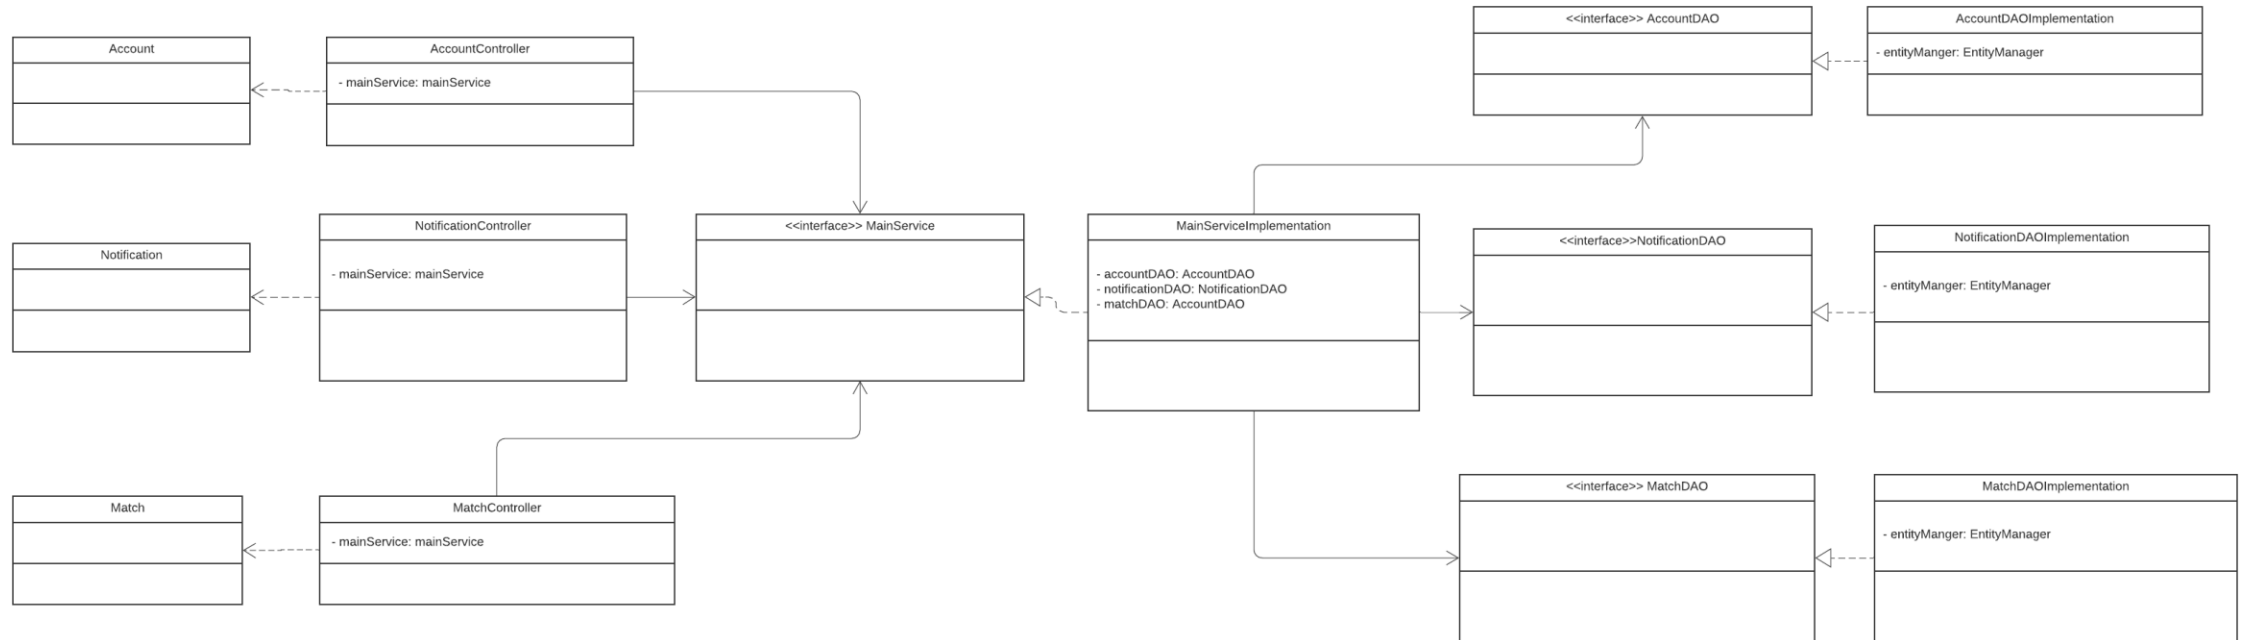 Account
AccountController
- mainService: mainService
<<interface>> AccountDAO
AccountDAOImplementation
- entityManger: EntityManager
Notification
NotificationController
- mainService: mainService
<<interface>> MainService
MainServiceImplementation
- accountDAO: AccountDAO
- notificationDAO: NotificationDAO
- matchDAO: AccountDAO
<<interface>>NotificationDAO
NotificationDAOImplementation
- entityManger: EntityManager
Match
MatchController
- mainService: mainService
<<interface>> MatchDAO
MatchDAOImplementation
- entityManger: EntityManager